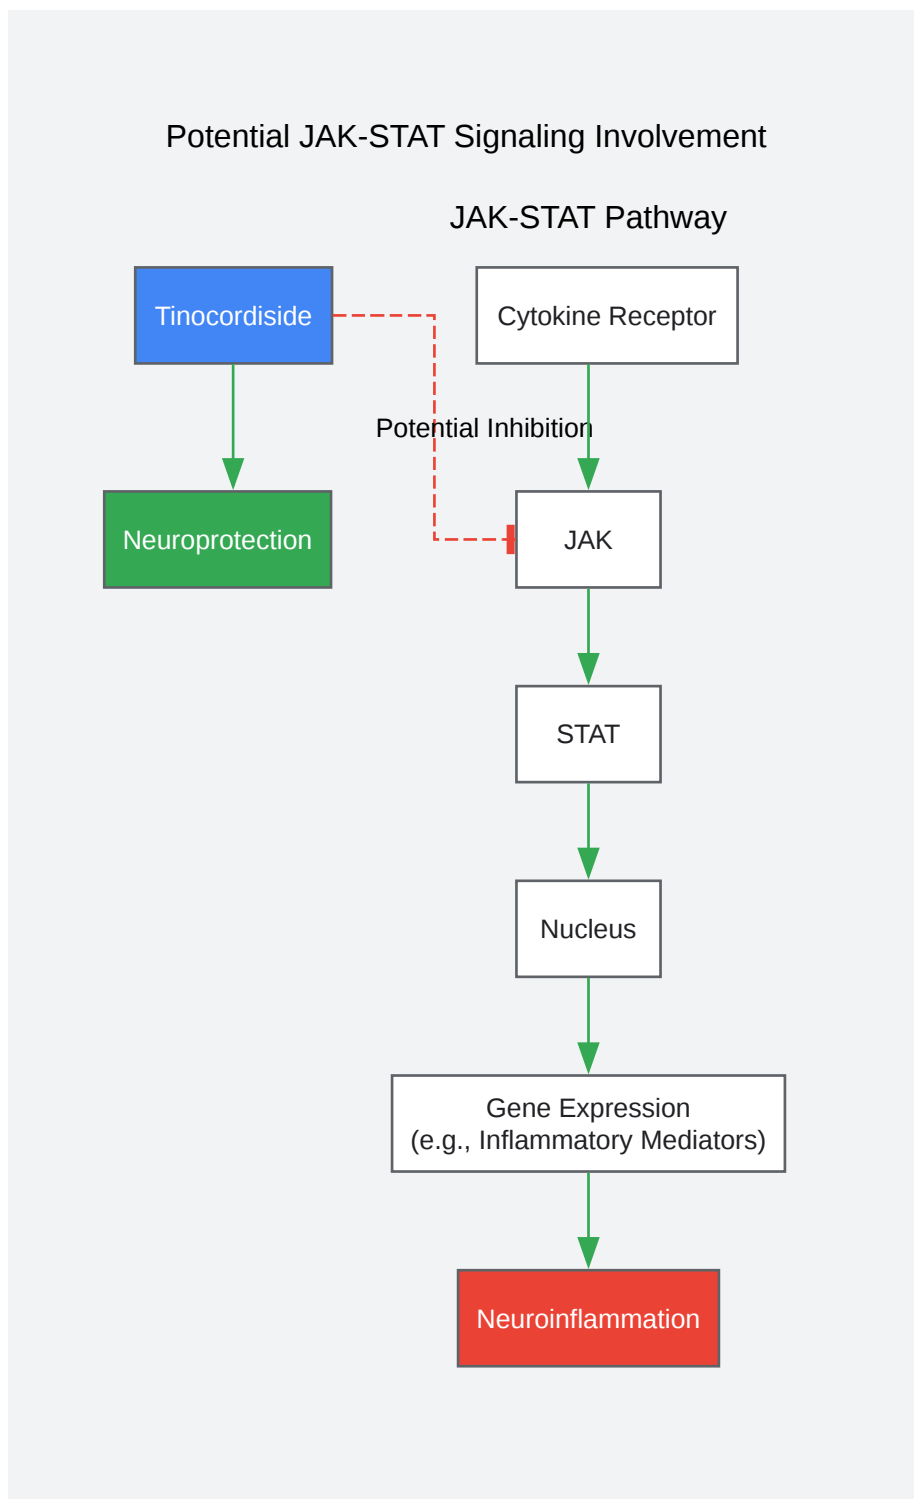 Potential JAK-STAT Signaling Involvement
JAK-STAT Pathway
Tinocordiside
Cytokine Receptor
Potential Inhibition
Neuroprotection
JAK
STAT
Nucleus
Gene Expression
(e.g., Inflammatory Mediators)
Neuroinflammation